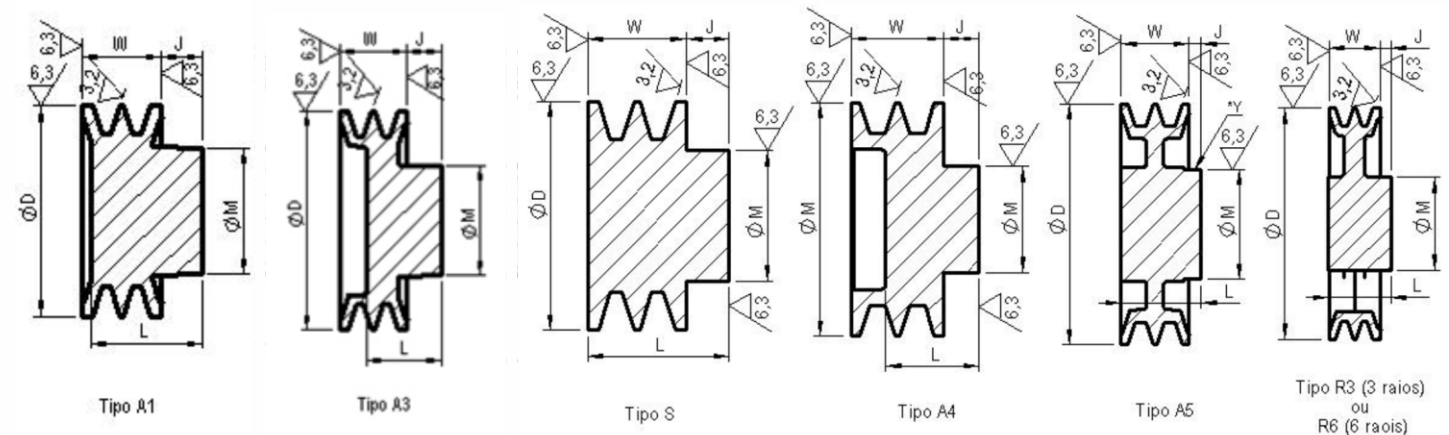 6,3 W J
6,3 3,2 6,3
ØD ØM
L
Tipo A1
6,3 W J
3,2 6,3
ØD ØM
L
Tipo A3
6,3 W J
6,3 3,2 6,3
6,3
ØD ØM
6,3
L
Tipo S
6,3 W J
6,3 3,2 6,3
6,3
ØD ØM
6,3
L
Tipo A4
6,3 W J
6,3 3,2 6,3
*Y
6,3
ØD ØM
L
Tipo A5
6,3 W J
6,3 3,2 6,3
ØD ØM
L
Tipo R3 (3 raios)
ou
R6 (6 raois)